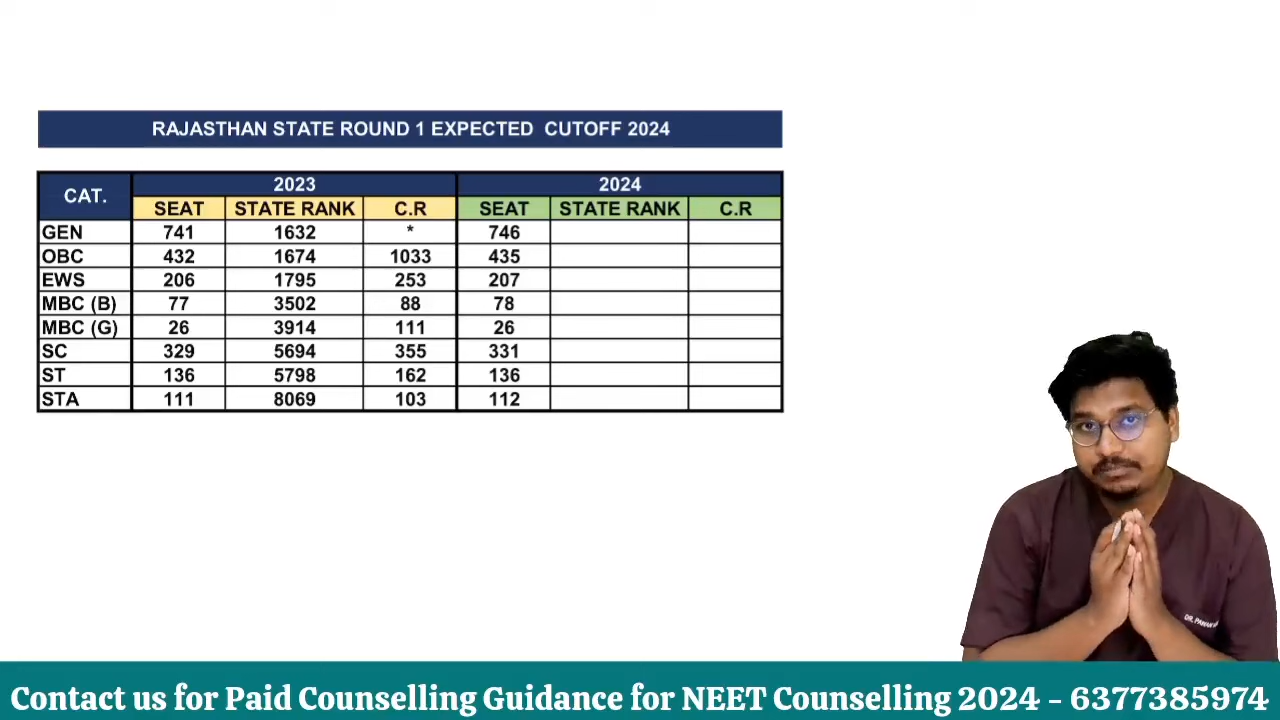 RAJASTHAN STATE ROUND 1 EXPECTED CUTOFF 2024
CAT. 2023 2024
SEAT STATE RANK C.R SEAT STATE RANK C.R
GEN 741 1632 * 746
OBC 432 1674 1033 435
EWS 206 1795 253 207
MBC (B) 77 3502 88 78
MBC (G) 26 3914 111 26
SC 329 5694 355 331
ST 136 5798 162 136
STA 111 8069 103 112
DR.
Contact us for Paid Counselling Guidance for NEET Counselling 2024 - 6377385974